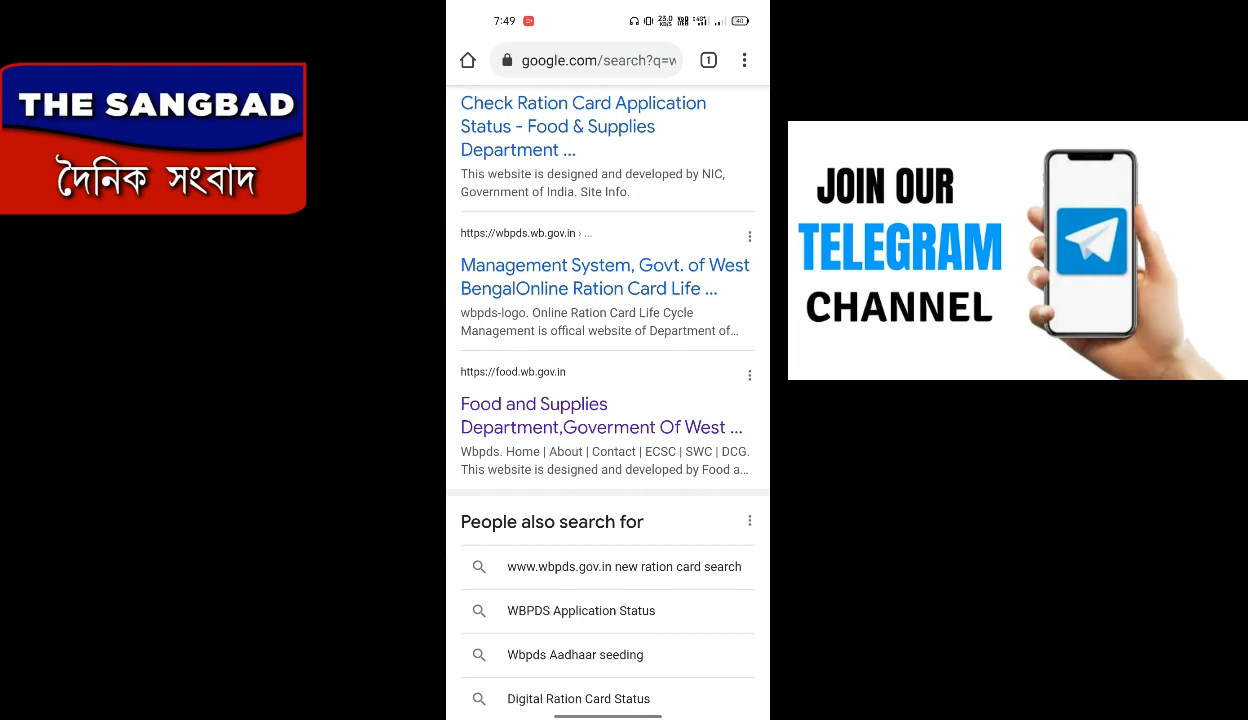 THE SANGBAD
দৈনিক সংবাদ
7:49
40
google.com/search?q=w
1
Check Ration Card Application
Status - Food & Supplies
Department ...
This website is designed and developed by NIC,
Government of India. Site Info.
https://wbpds.wb.gov.in › ...
Management System, Govt. of West
BengalOnline Ration Card Life ...
wbpds-logo. Online Ration Card Life Cycle
Management is offical website of Department of...
https://food.wb.gov.in
Food and Supplies
Department,Goverment Of West ...
Wbpds. Home | About | Contact | ECSC | SWC | DCG.
This website is designed and developed by Food a...
People also search for
www.wbpds.gov.in new ration card search
WBPDS Application Status
Wbpds Aadhaar seeding
Digital Ration Card Status
JOIN OUR
TELEGRAM
CHANNEL